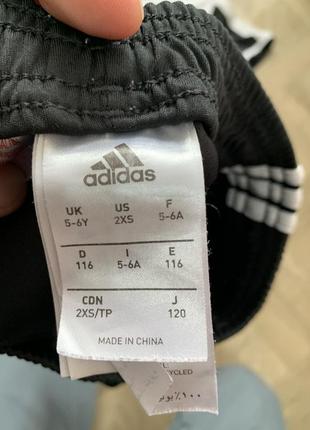 adidas
UK US F
5-6Y 2XS 5-6A
D I E
116 5-6A 116
CDN J
2XS/TP 120
MADE IN CHINA